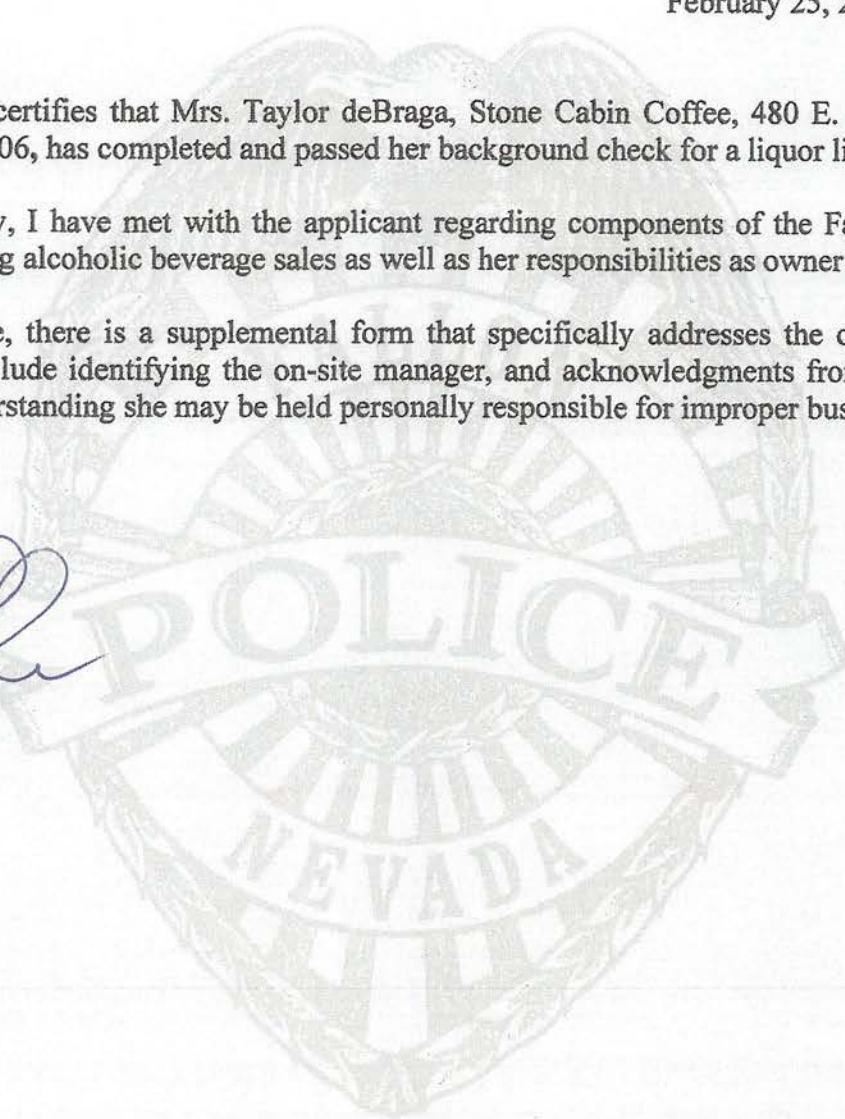 February 25, 2
certifies that Mrs. Taylor deBraga, Stone Cabin Coffee, 480 E.
06, has completed and passed her background check for a liquor li
y, I have met with the applicant regarding components of the Fa
g alcoholic beverage sales as well as her responsibilities as owner
e, there is a supplemental form that specifically addresses the c
lude identifying the on-site manager, and acknowledgments fro
rstanding she may be held personally responsible for improper bus
POLICE
NEVADA